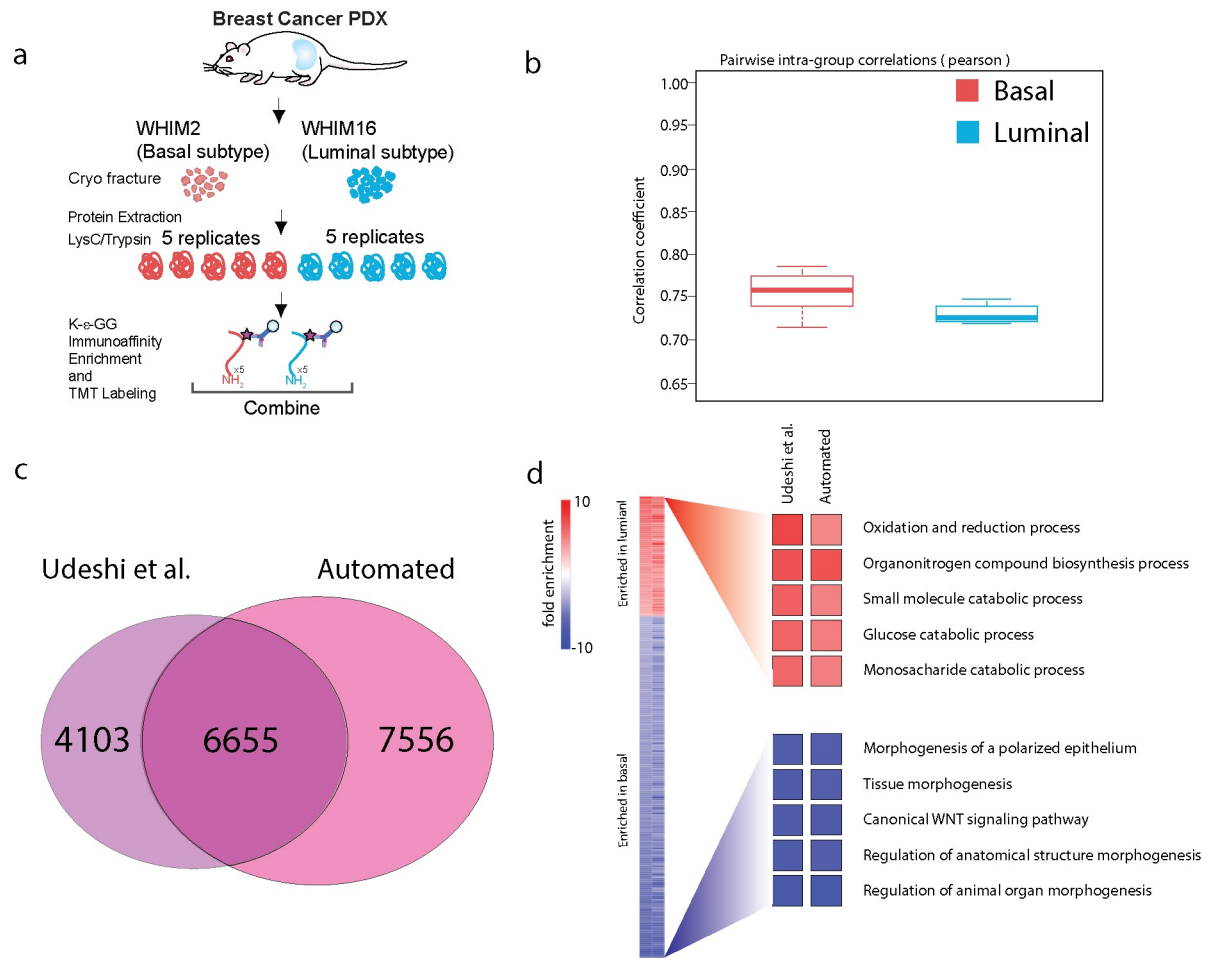 Breast Cancer PDX
a
WHIM2
(Basal subtype)
WHIM16
(Luminal subtype)
Cryo fracture
Protein Extraction
LysC/Trypsin
5 replicates
5 replicates
K-ε-GG
Immunoaffinity
Enrichment
and
TMT Labeling
x5
NH2
x5
NH2
Combine
b
Pairwise intra-group correlations ( pearson )
Correlation coefficient
1.00
0.95
0.90
0.85
0.80
0.75
0.70
0.65
Basal
Luminal
c
Udeshi et al.
Automated
4103
6655
7556
d
fold enrichment
10
-10
Enriched in lumianl
Enriched in basal
Udeshi et al.
Automated
Oxidation and reduction process
Organonitrogen compound biosynthesis process
Small molecule catabolic process
Glucose catabolic process
Monosacharide catabolic process
Morphogenesis of a polarized epithelium
Tissue morphogenesis
Canonical WNT signaling pathway
Regulation of anatomical structure morphogenesis
Regulation of animal organ morphogenesis